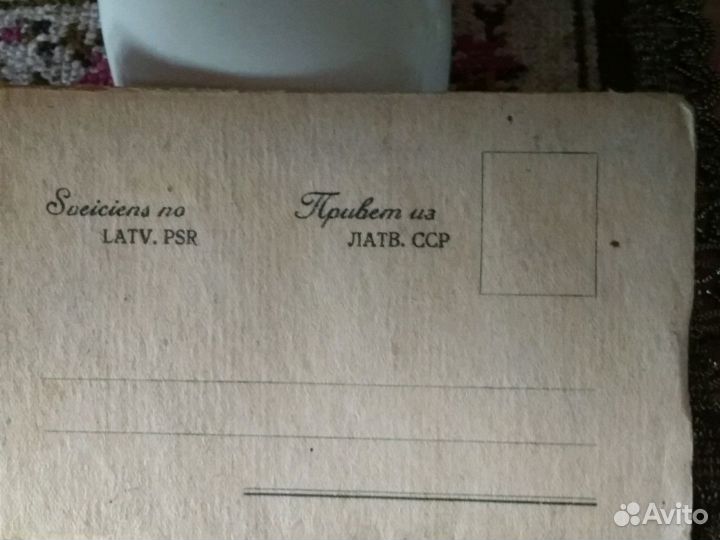 Sveiciens no
LATV. PSR
Привет из
ЛАТВ. ССР
Avito